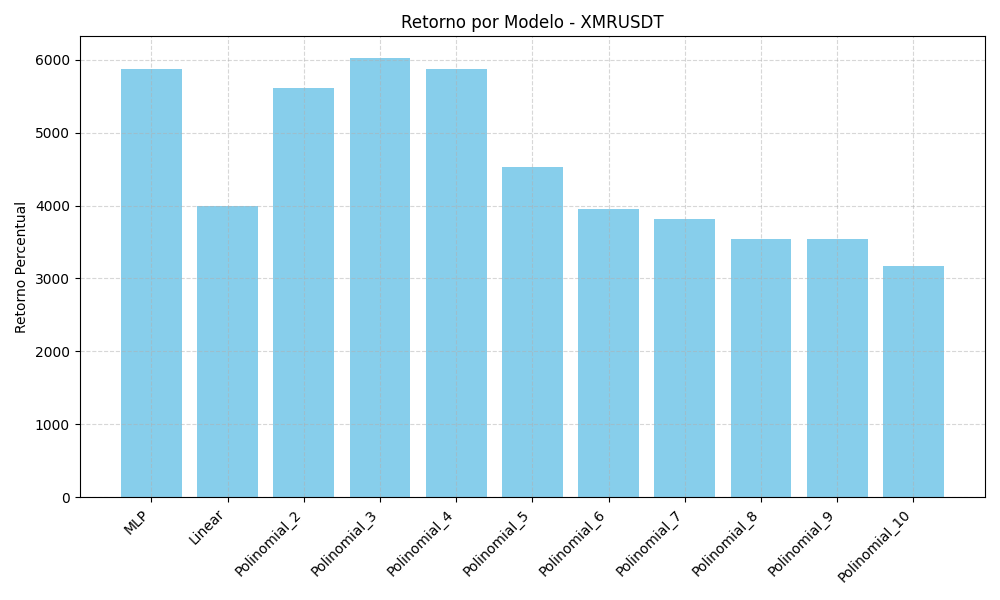 Retorno por Modelo - XMRUSDT
Retorno Percentual
6000
5000
4000
3000
2000
1000
0
MLP
Linear
Polinomial_2
Polinomial_3
Polinomial_4
Polinomial_5
Polinomial_6
Polinomial_7
Polinomial_8
Polinomial_9
Polinomial_10